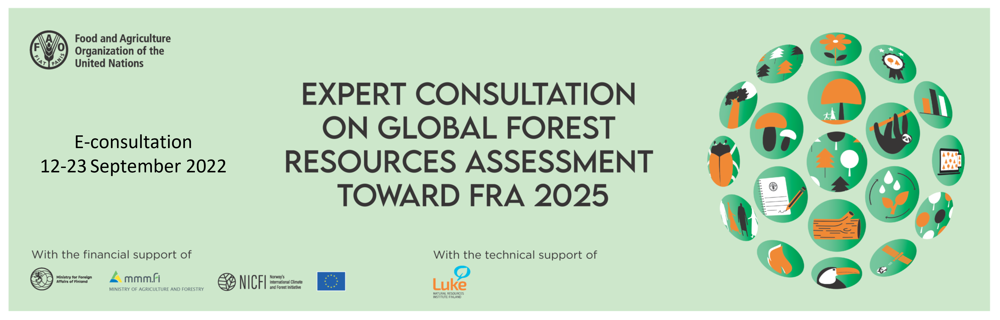 FAO
FIAT PANIS
Food and Agriculture
Organization of the
United Nations
EXPERT CONSULTATION
ON GLOBAL FOREST
RESOURCES ASSESSMENT
TOWARD FRA 2025
E-consultation
12-23 September 2022
With the financial support of
Ministry for Foreign
Affairs of Finland
mmm.fi
MINISTRY OF AGRICULTURE AND FORESTRY
NICFI
Norway's
International Climate
and Forest Initiative
With the technical support of
Luke
NATURAL RESOURCES
INSTITUTE FINLAND